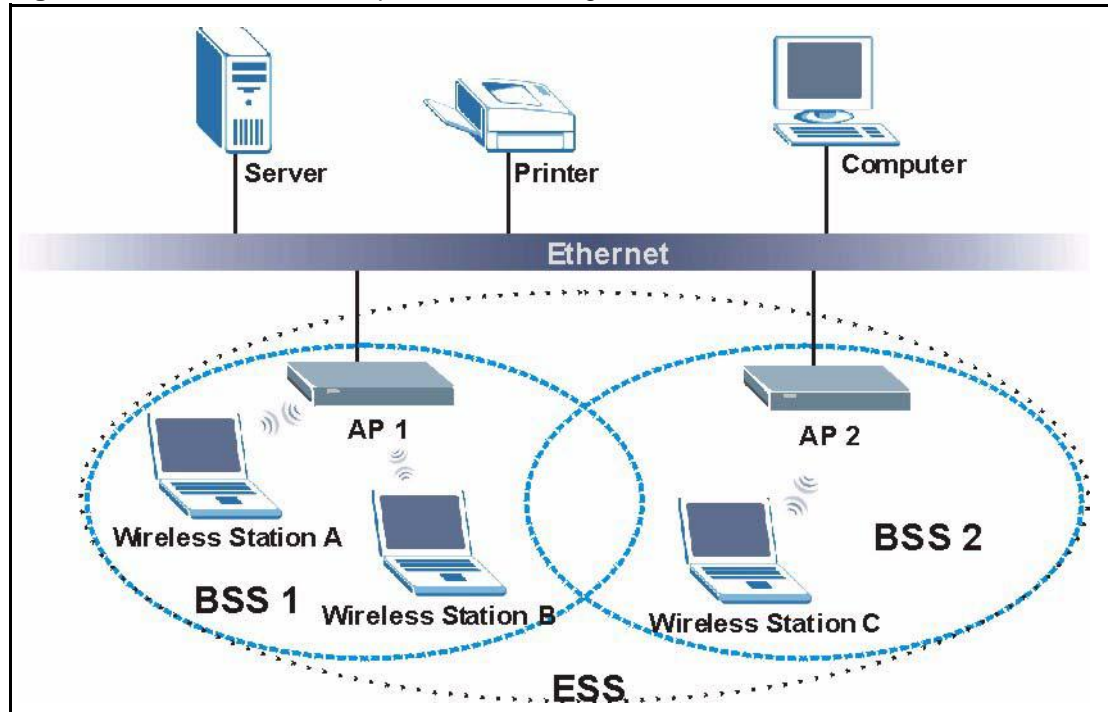 Server
Printer
Computer
Ethernet
AP 1
AP 2
Wireless Station A
BSS 2
BSS 1
Wireless Station B
Wireless Station C
ESS